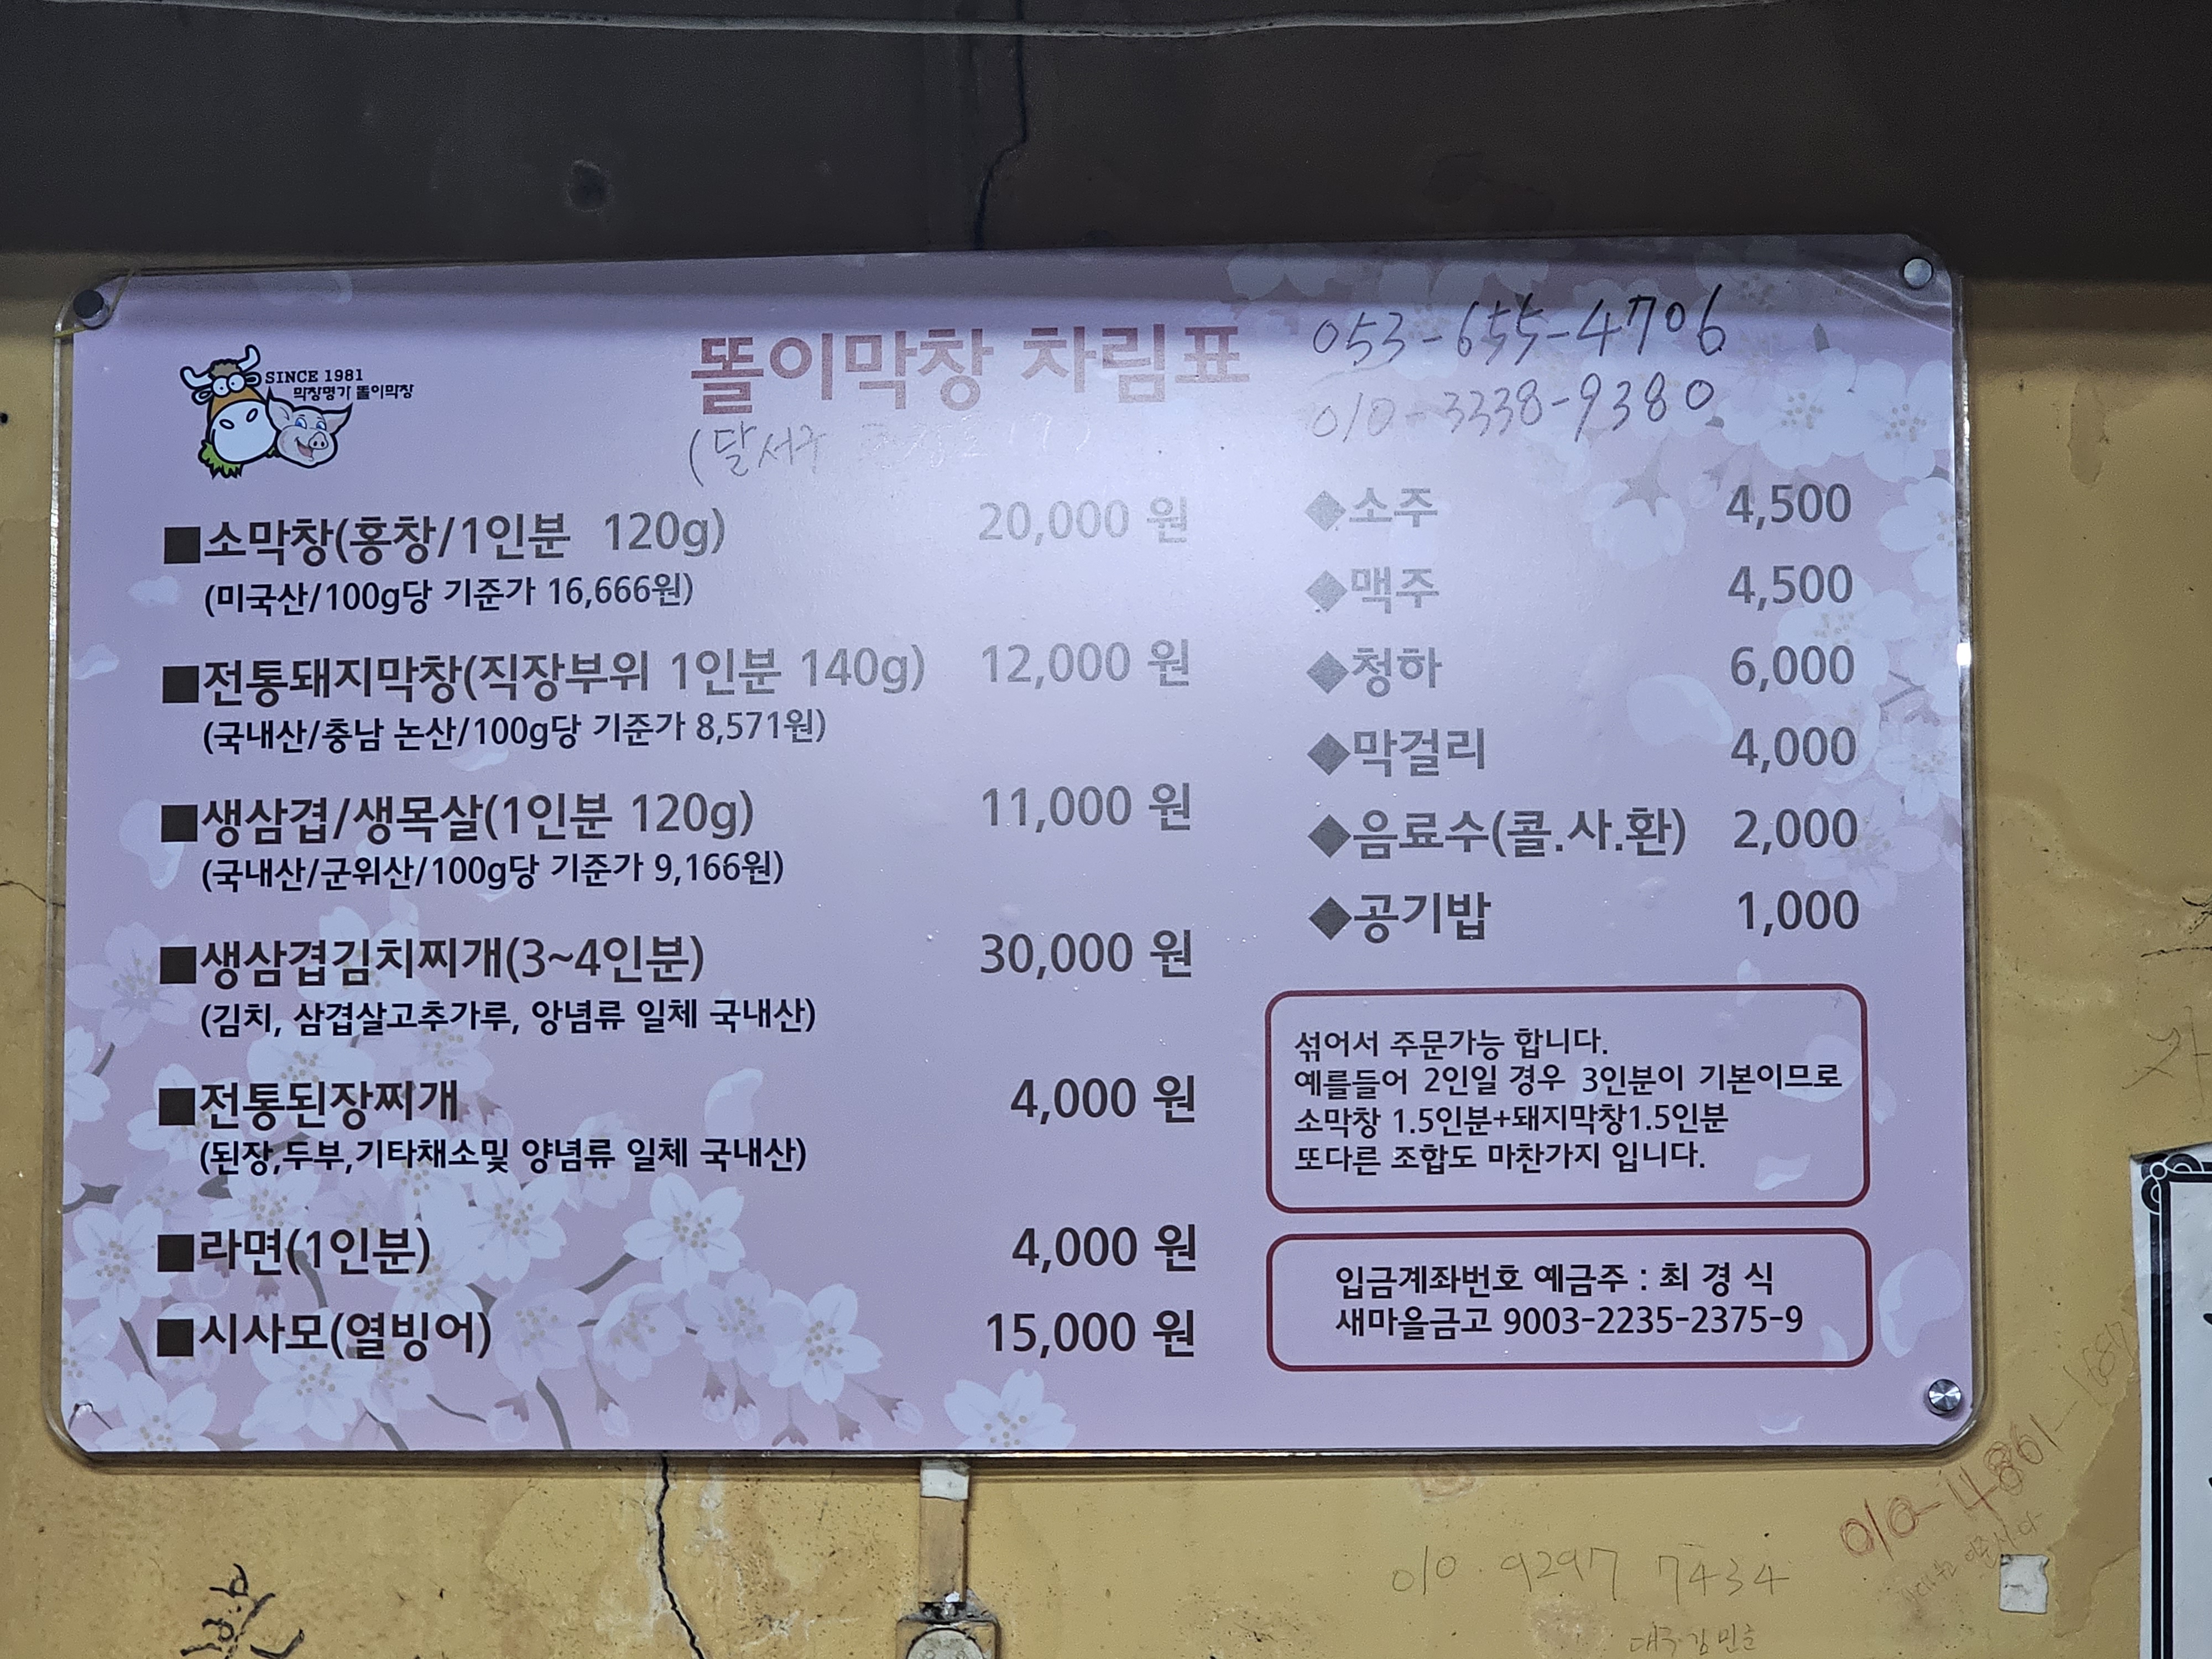 SINCE 1981
막창명가 똘이막창
똘이막창 차림표
053-655-4706
010-3338-9380
(달서구
■소막창(홍창/1인분 120g) 20,000 원
(미국산/100g당 기준가 16,666원)
■전통돼지막창(직장부위 1인분 140g) 12,000 원
(국내산/충남 논산/100g당 기준가 8,571원)
■생삼겹/생목살(1인분 120g) 11,000 원
(국내산/군위산/100g당 기준가 9,166원)
■생삼겹김치찌개(3~4인분) 30,000 원
(김치, 삼겹살고추가루, 앙념류 일체 국내산)
■전통된장찌개 4,000 원
(된장,두부,기타채소및 양념류 일체 국내산)
■라면(1인분) 4,000 원
■시사모(열빙어) 15,000 원
◆소주 4,500
◆맥주 4,500
◆청하 6,000
◆막걸리 4,000
◆음료수(콜.사.환) 2,000
◆공기밥 1,000
섞어서 주문가능 합니다.
예를들어 2인일 경우 3인분이 기본이므로
소막창 1.5인분+돼지막창1.5인분
또다른 조합도 마찬가지 입니다.
입금계좌번호 예금주 : 최 경 식
새마을금고 9003-2235-2375-9
010-4861-
010 9297 7434
대구